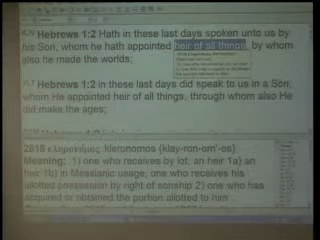 KJV Hebrews 1:2 Hath in these last days spoken unto us by
his Son, whom he hath appointed heir of all things, by whom
also he made the worlds;
YLT Hebrews 1:2 in these last days did speak to us in a Son,
whom He appointed heir of all things, through whom also He
did make the ages;
2818 κληρονόμος; kleronomos (klay-ron-om'-os)
Meaning: 1) one who receives by lot, an heir 1a) an
heir 1b) in Messianic usage, one who receives his
allotted possession by right of sonship 2) one who has
acquired or obtained the portion allotted to him